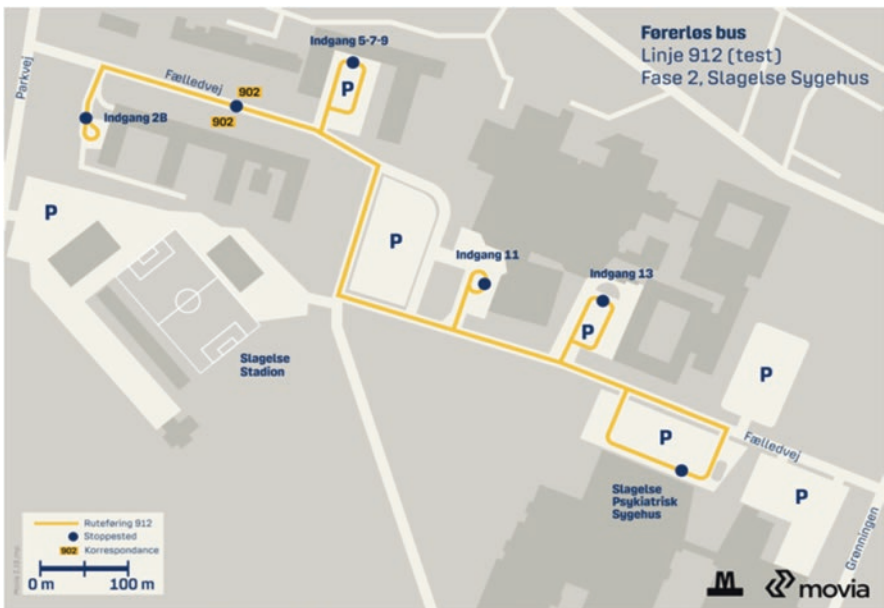 Førerløs bus
Linje 912 (test)
Fase 2, Slagelse Sygehus
Indgang 5-7-9
P
Parkvej
Fælledvej
902
902
Indgang 2B
P
P
Indgang 11
Indgang 13
P
Slagelse
Stadion
P
P
Fælledvej
Slagelse
Psykiatrisk
Sygehus
P
Grønningen
Ruteføring 912
Stoppested
902 Korrespondance
0 m 100 m
M
movia